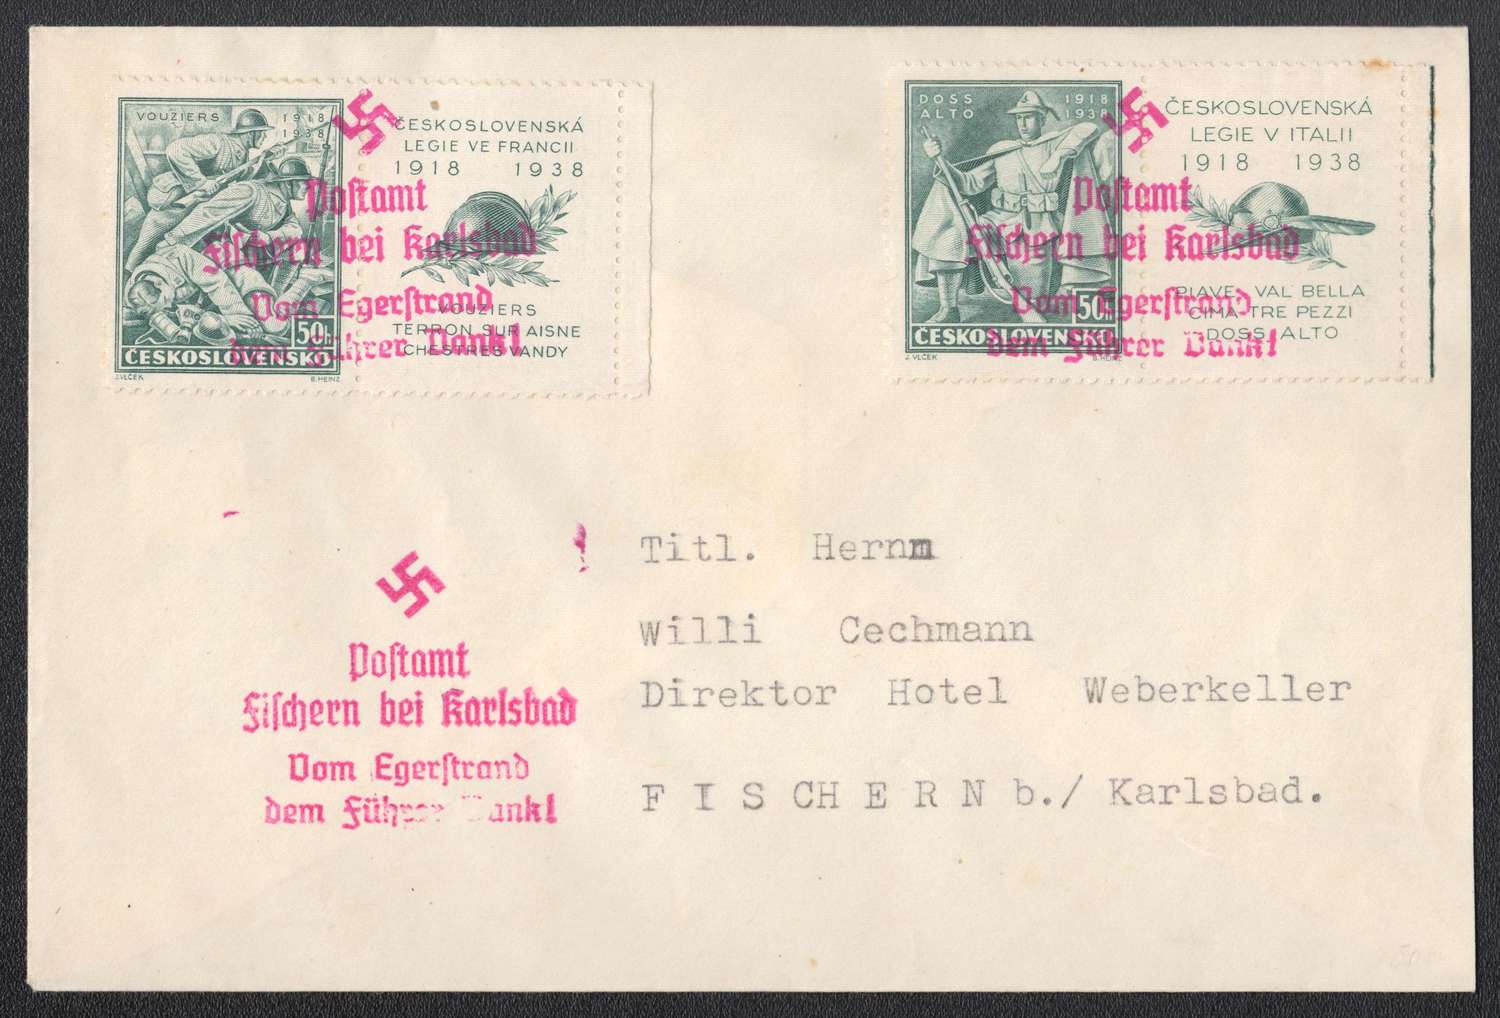 VOUZIERS 1918
1938
50h
ČESKOSLOVENSKO
J. VLČEK B. HEINZ
ČESKOSLOVENSKÁ
LEGIE VE FRANCII
1918 1938
VOUZIERS
TERRON SUR AISNE
CHESTRES VANDY
Postamt
Fischern bei Karlsbad
Vom Egerstrand
dem Führer Dank!
DOSS 1918
ALTO 1938
50h
ČESKOSLOVENSKO
J. VLČEK B. HEINZ
ČESKOSLOVENSKÁ
LEGIE V ITALII
1918 1938
PIAVE VAL BELLA
CIMA TRE PEZZI
DOSS ALTO
Postamt
Fischern bei Karlsbad
Vom Egerstrand
dem Führer Dank!
Postamt
Fischern bei Karlsbad
Vom Egerstrand
dem Führer Dank!
Titl. Herrn
Willi Cechmann
Direktor Hotel Weberkeller
FISCHERN b./ Karlsbad.